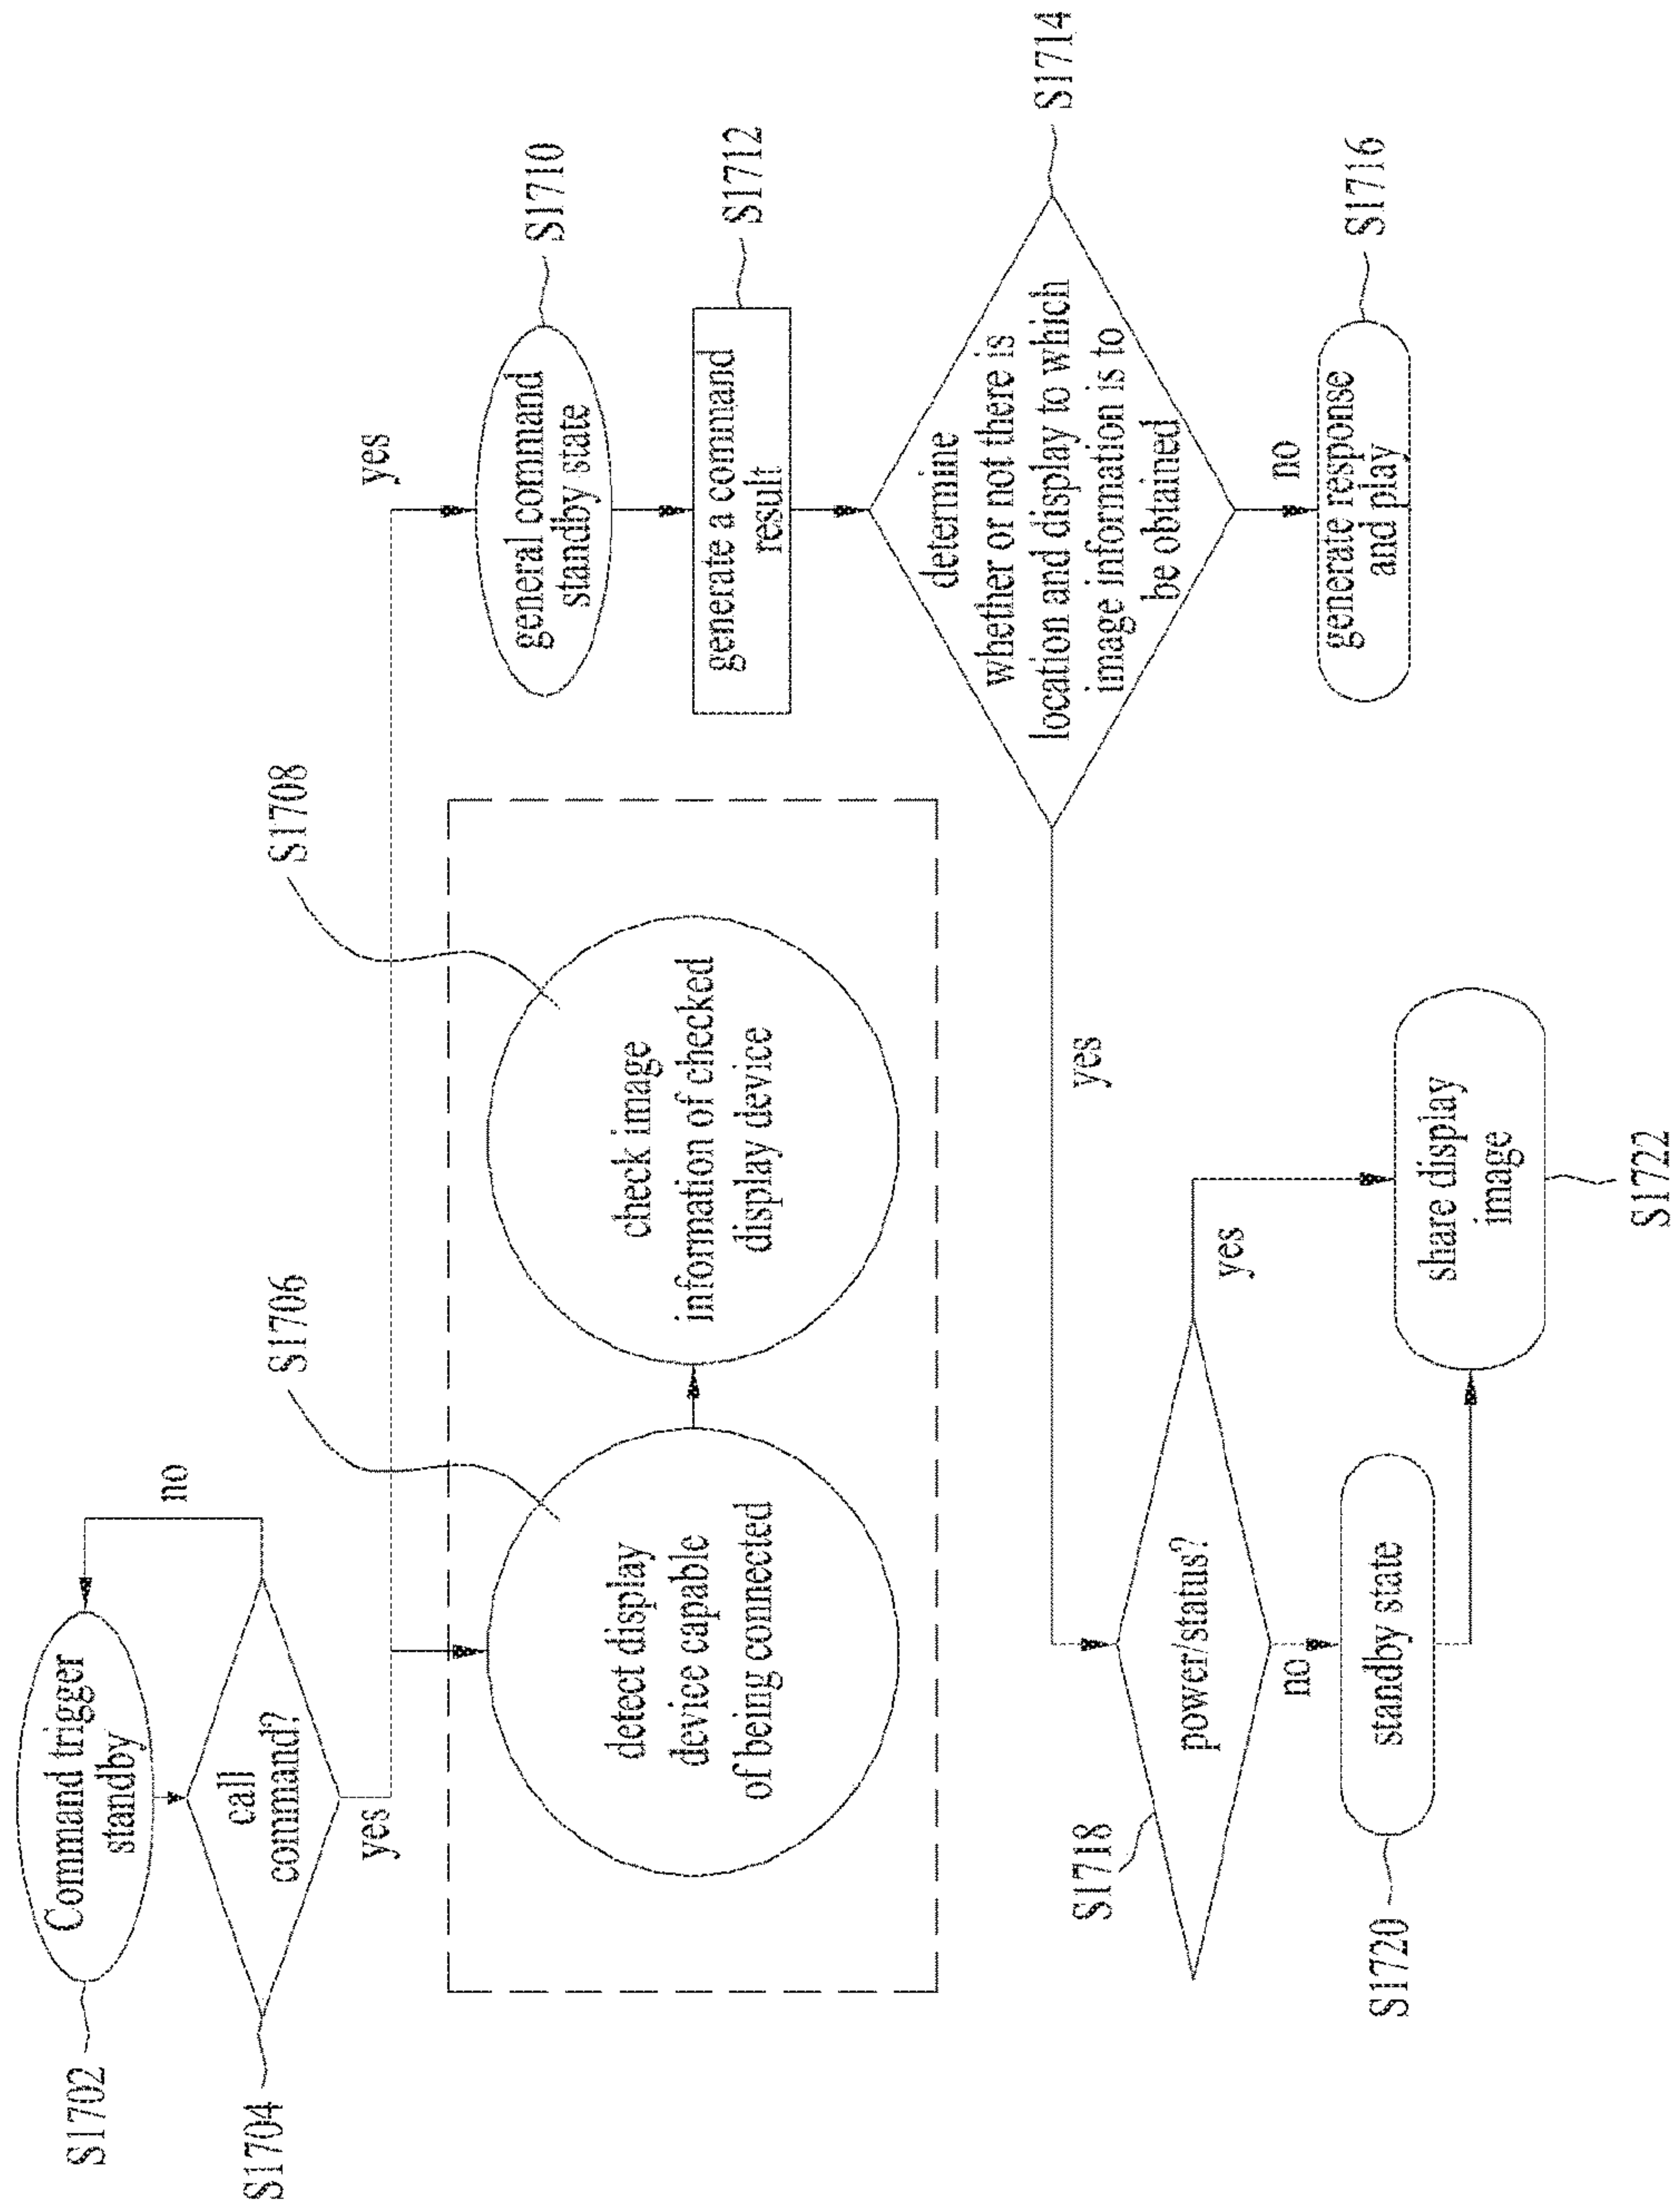 S1702
Command trigger
standby
no
S1704
call
command?
yes
yes
S1706
detect display
device capable
of being connected
S1708
check image
information of checked
display device
S1710
general command
standby state
S1712
generate a command
result
S1714
determine
whether or not there is
location and display to which
image information is to
be obtained
yes
no
S1716
generate response
and play
S1718
power/status?
yes
no
S1720
standby state
share display
image
S1722